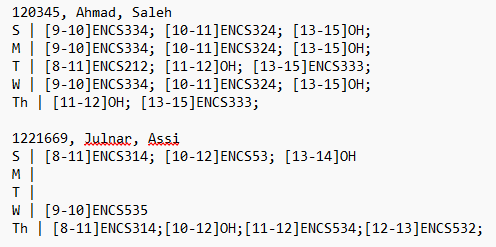 120345, Ahmad, Saleh
S | [9-10]ENCS334; [10-11]ENCS324; [13-15]OH;
M | [9-10]ENCS334; [10-11]ENCS324; [13-15]OH;
T | [8-11]ENCS212; [11-12]OH; [13-15]ENCS333;
W | [9-10]ENCS334; [10-11]ENCS324; [13-15]OH;
Th | [11-12]OH; [13-15]ENCS333;
1221669, Julnar, Assi
S | [8-11]ENCS314; [10-12]ENCS53; [13-14]OH
M |
T |
W | [9-10]ENCS535
Th | [8-11]ENCS314;[10-12]OH;[11-12]ENCS534;[12-13]ENCS532;